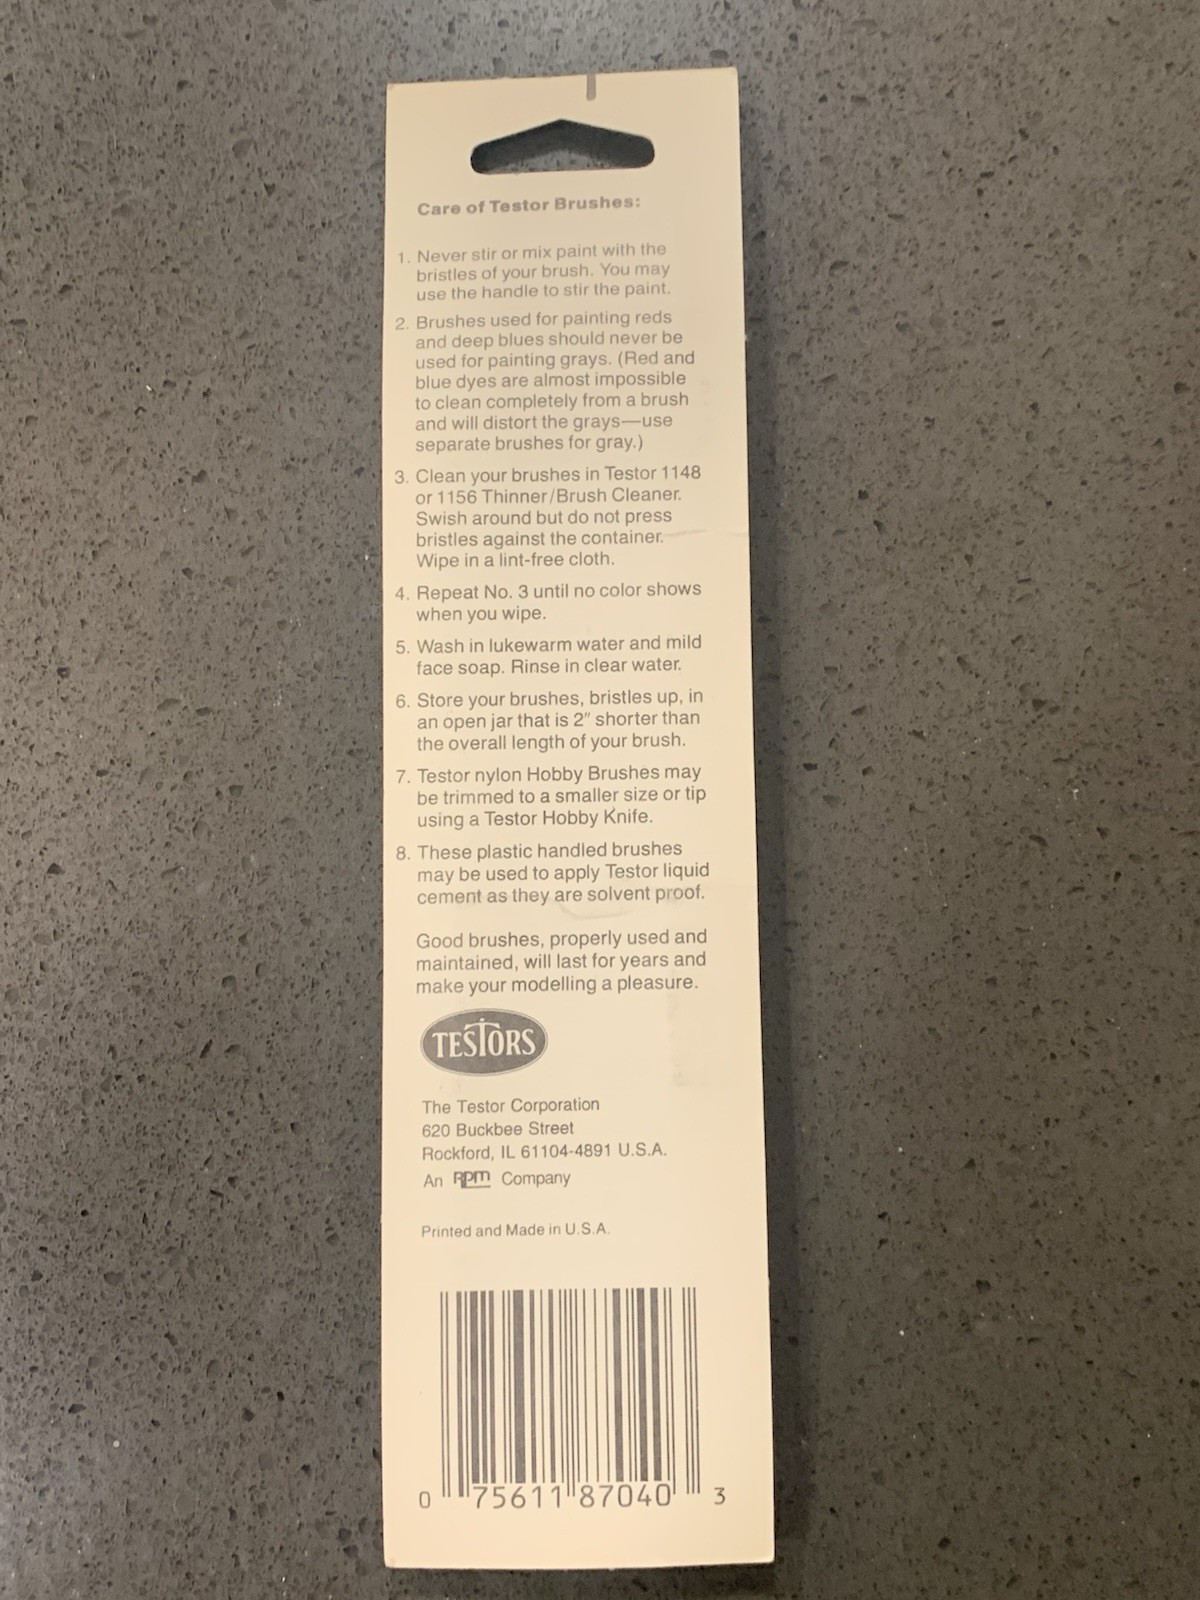 Care of Testor Brushes:
1. Never stir or mix paint with the
bristles of your brush. You may
use the handle to stir the paint.
2. Brushes used for painting reds
and deep blues should never be
used for painting grays. (Red and
blue dyes are almost impossible
to clean completely from a brush
and will distort the grays—use
separate brushes for gray.)
3. Clean your brushes in Testor 1148
or 1156 Thinner/Brush Cleaner.
Swish around but do not press
bristles against the container.
Wipe in a lint-free cloth.
4. Repeat No. 3 until no color shows
when you wipe.
5. Wash in lukewarm water and mild
face soap. Rinse in clear water.
6. Store your brushes, bristles up, in
an open jar that is 2″ shorter than
the overall length of your brush.
7. Testor nylon Hobby Brushes may
be trimmed to a smaller size or tip
using a Testor Hobby Knife.
8. These plastic handled brushes
may be used to apply Testor liquid
cement as they are solvent proof.
Good brushes, properly used and
maintained, will last for years and
make your modelling a pleasure.
TESTORS
The Testor Corporation
620 Buckbee Street
Rockford, IL 61104-4891 U.S.A.
An RPM Company
Printed and Made in U.S.A.
0 75611 87040 3